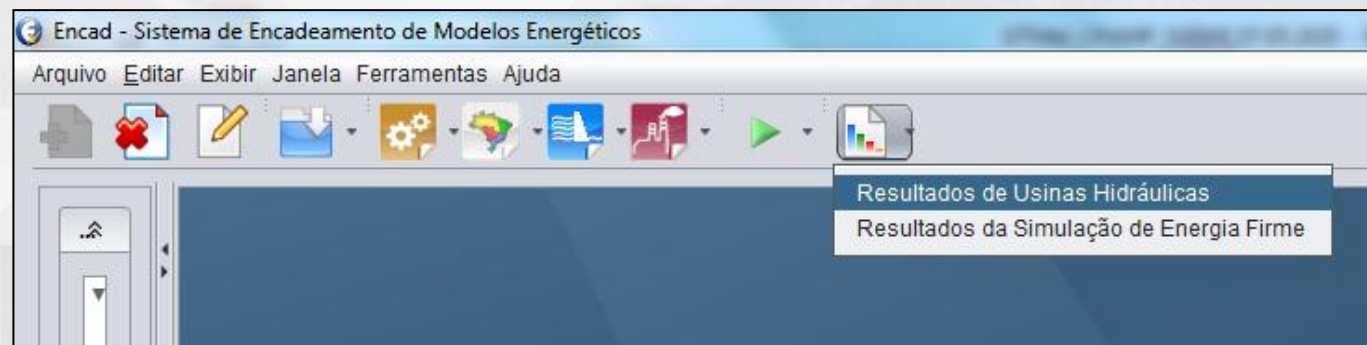 Encad - Sistema de Encadeamento de Modelos Energéticos
Arquivo Editar Exibir Janela Ferramentas Ajuda
Resultados de Usinas Hidráulicas
Resultados da Simulação de Energia Firme